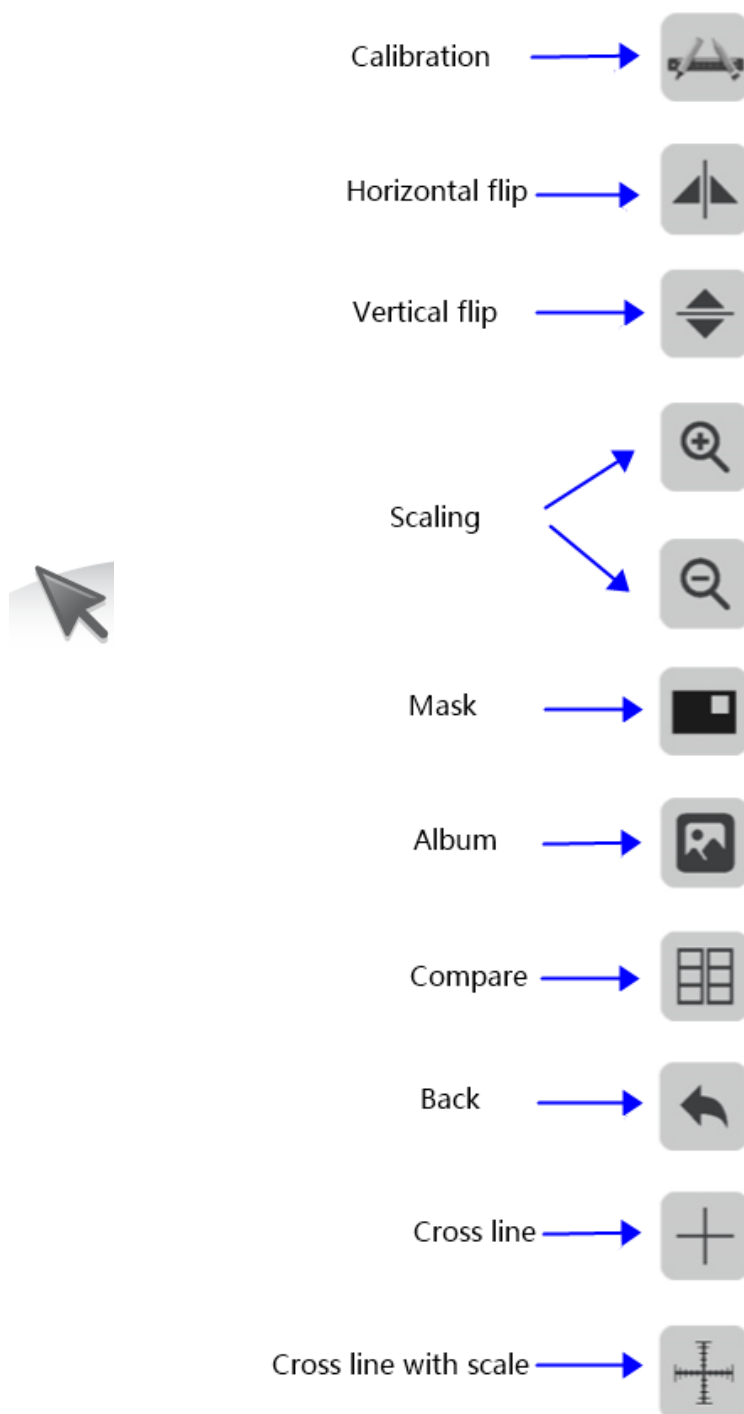 Calibration
Horizontal flip
Vertical flip
Scaling
Mask
Album
Compare
Back
Cross line
Cross line with scale